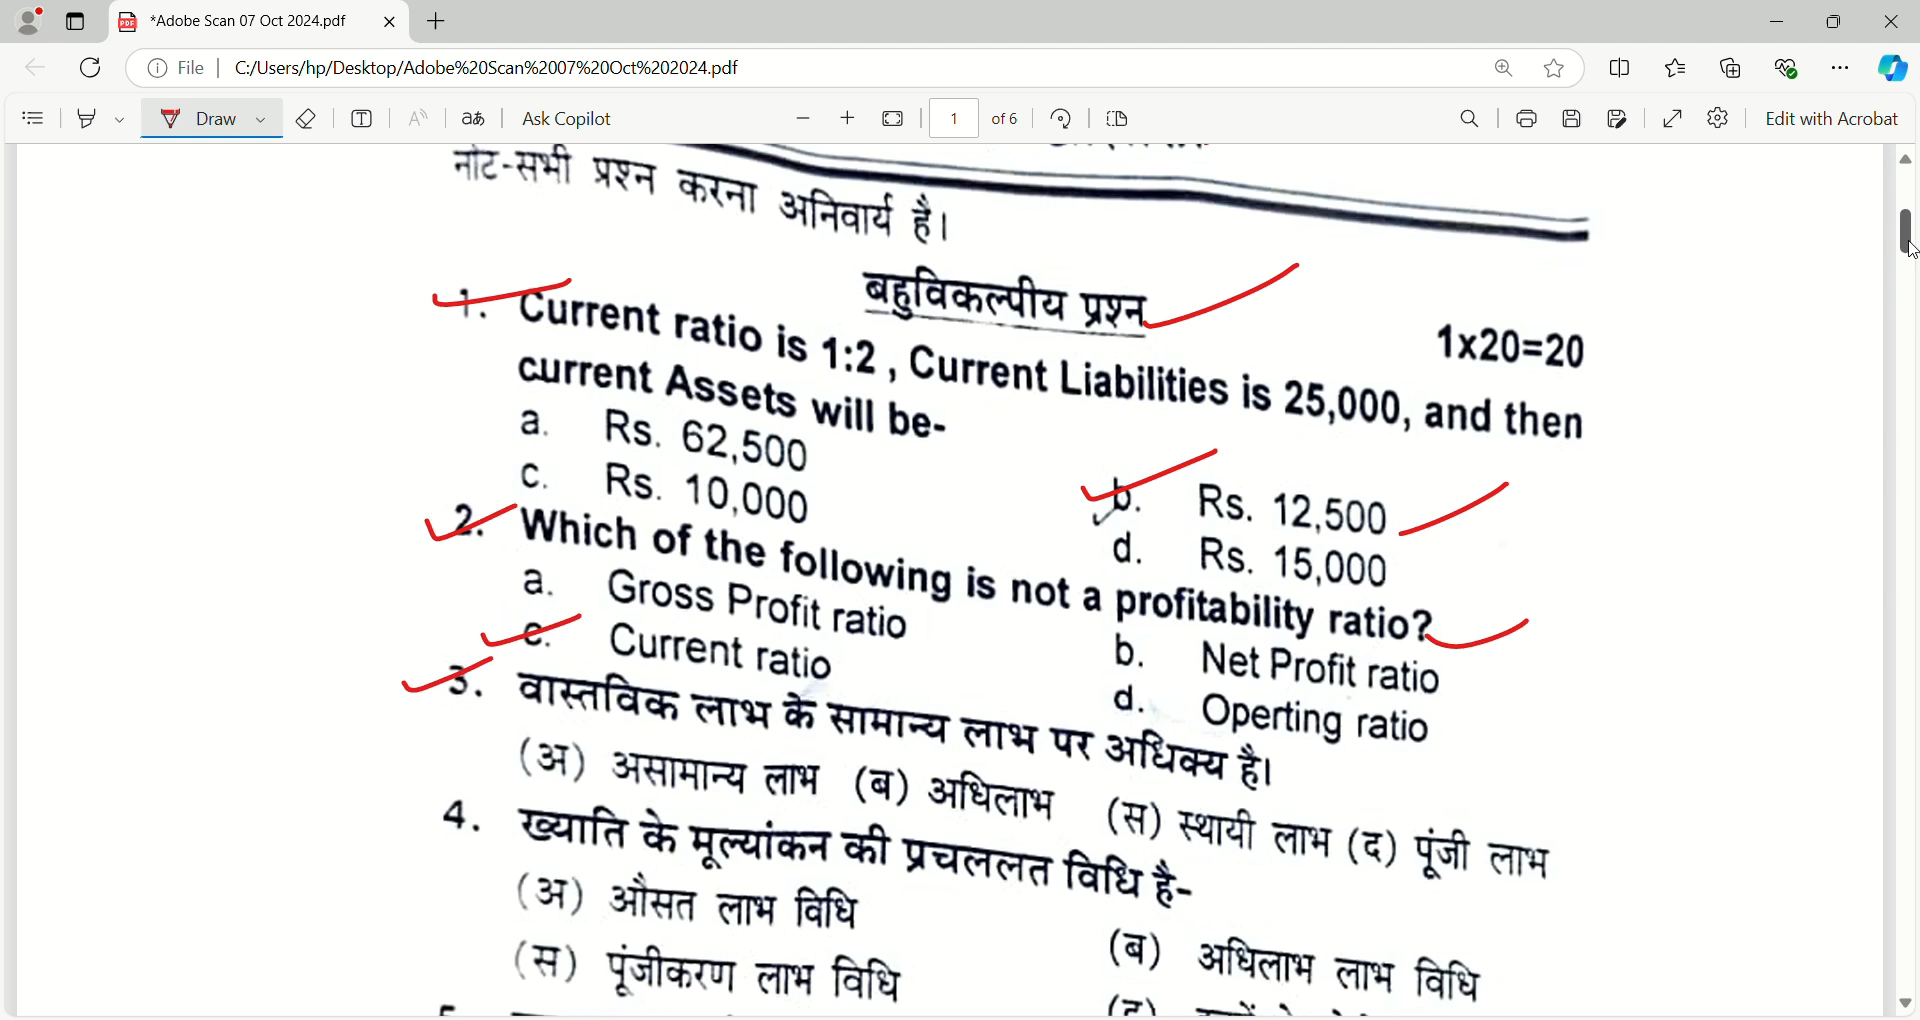 *Adobe Scan 07 Oct 2024.pdf
File C:/Users/hp/Desktop/Adobe%20Scan%2007%20Oct%202024.pdf
Draw aあ Ask Copilot 1 of 6 Edit with Acrobat
नोट-सभी प्रश्न करना अनिवार्य है।
बहुविकल्पीय प्रश्न
1x20=20
1. Current ratio is 1:2 , Current Liabilities is 25,000, and then
current Assets will be-
a. Rs. 62,500
b. Rs. 12,500
c. Rs. 10,000
d. Rs. 15,000
2. Which of the following is not a profitability ratio?
a. Gross Profit ratio
b. Net Profit ratio
c. Current ratio
d. Operting ratio
3. वास्तविक लाभ के सामान्य लाभ पर अधिक्य है।
(अ) असामान्य लाभ (ब) अधिलाभ (स) स्थायी लाभ (द) पूंजी लाभ
4. ख्याति के मूल्यांकन की प्रचललत विधि है-
(अ) औसत लाभ विधि
(ब) अधिलाभ लाभ विधि
(स) पूंजीकरण लाभ विधि